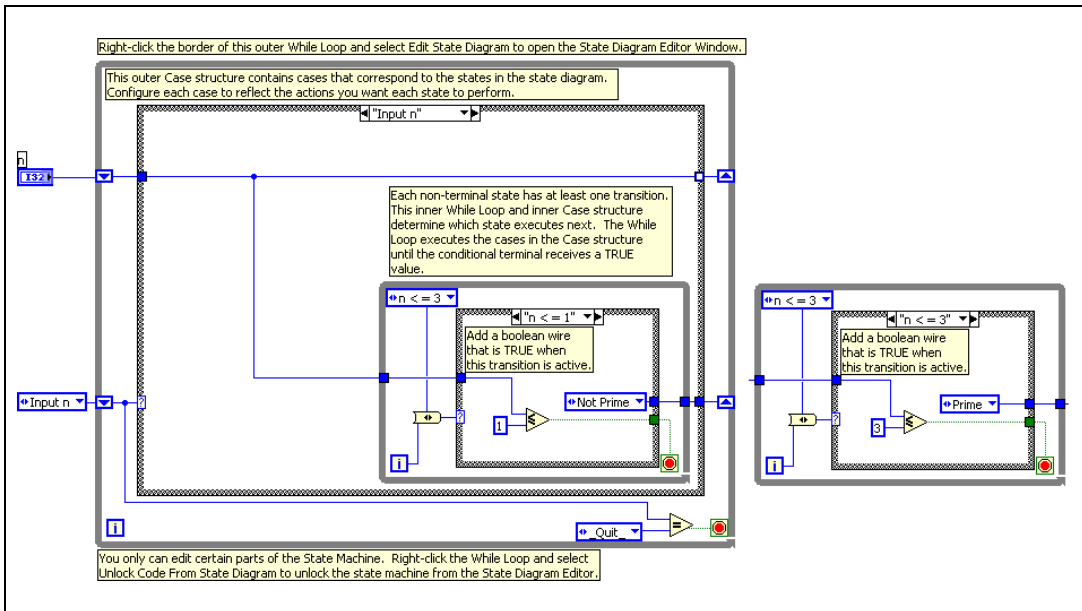 Right-click the border of this outer While Loop and select Edit State Diagram to open the State Diagram Editor Window.
This outer Case structure contains cases that correspond to the states in the state diagram.
Configure each case to reflect the actions you want each state to perform.
"Input n"
n
I32
Each non-terminal state has at least one transition.
This inner While Loop and inner Case structure
determine which state executes next. The While
Loop executes the cases in the Case structure
until the conditional terminal receives a TRUE
value.
n <= 3
"n <= 1"
Add a boolean wire
that is TRUE when
this transition is active.
Input n
?
?
Not Prime
1
≤
i
n <= 3
"n <= 3"
Add a boolean wire
that is TRUE when
this transition is active.
?
Prime
3
≤
i
i
_Quit_
=
You only can edit certain parts of the State Machine. Right-click the While Loop and select
Unlock Code From State Diagram to unlock the state machine from the State Diagram Editor.